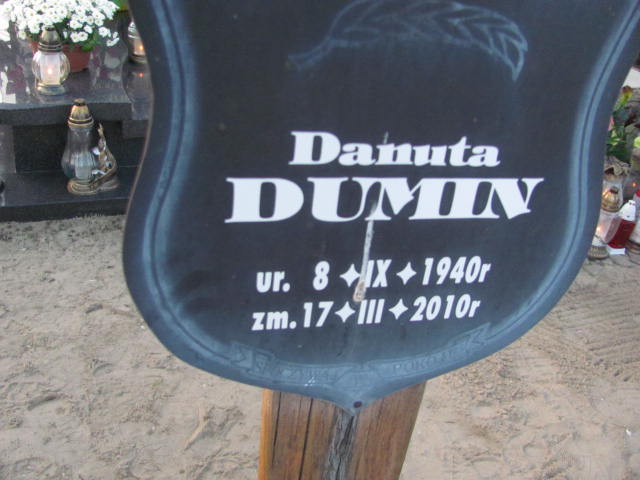 Danuta
DUMIN
ur. 8 ✦ IX ✦ 1940r
zm. 17 ✦ III ✦ 2010r